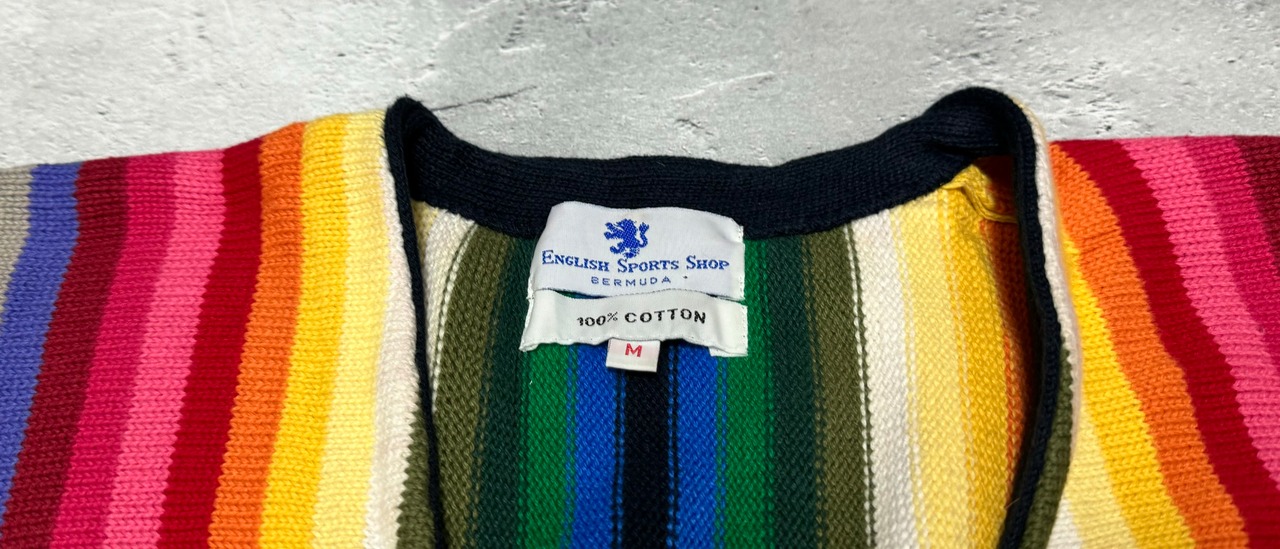 ENGLISH SPORTS SHOP
BERMUDA
100% COTTON
M